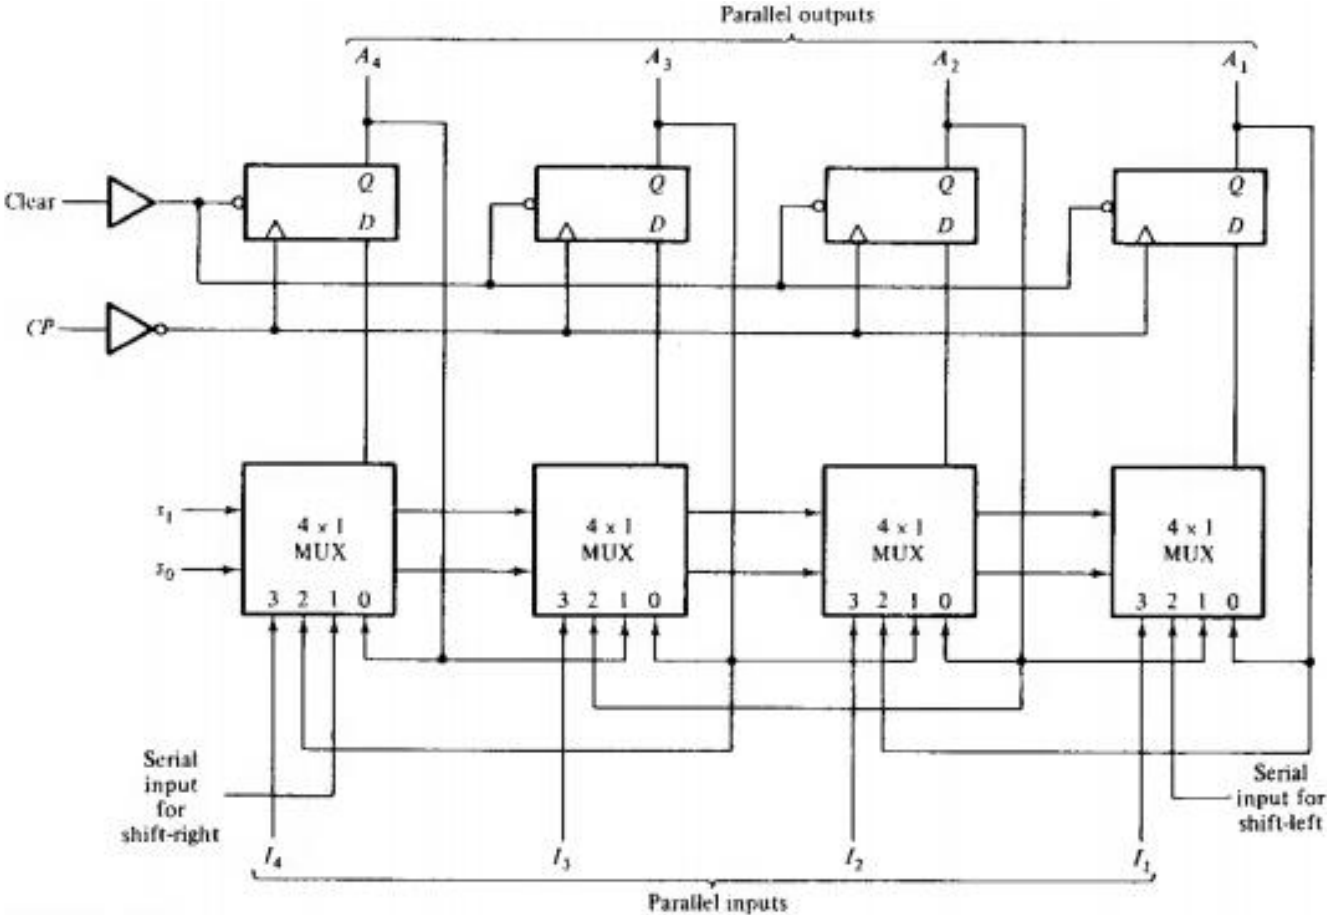 Parallel outputs
A4 A3 A2 A1
Clear
Q Q Q Q
D D D D
CP
s1
s0
4 × 1 4 × 1 4 × 1 4 × 1
MUX MUX MUX MUX
3 2 1 0 3 2 1 0 3 2 1 0 3 2 1 0
Serial
input
for
shift-right
Serial
input for
shift-left
I4 I3 I2 I1
Parallel inputs